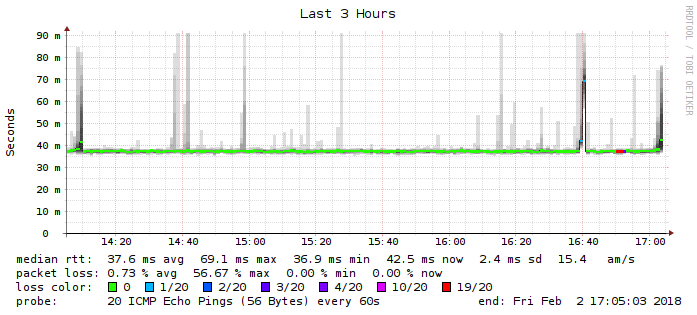 Last 3 Hours
RRDTOOL / TOBI OETIKER
Seconds
90 m
80 m
70 m
60 m
50 m
40 m
30 m
20 m
10 m
0
14:20 14:40 15:00 15:20 15:40 16:00 16:20 16:40 17:00
median rtt: 37.6 ms avg 69.1 ms max 36.9 ms min 42.5 ms now 2.4 ms sd 15.4 am/s
packet loss: 0.73 % avg 56.67 % max 0.00 % min 0.00 % now
loss color: 0 1/20 2/20 3/20 4/20 10/20 19/20
probe: 20 ICMP Echo Pings (56 Bytes) every 60s end: Fri Feb 2 17:05:03 2018